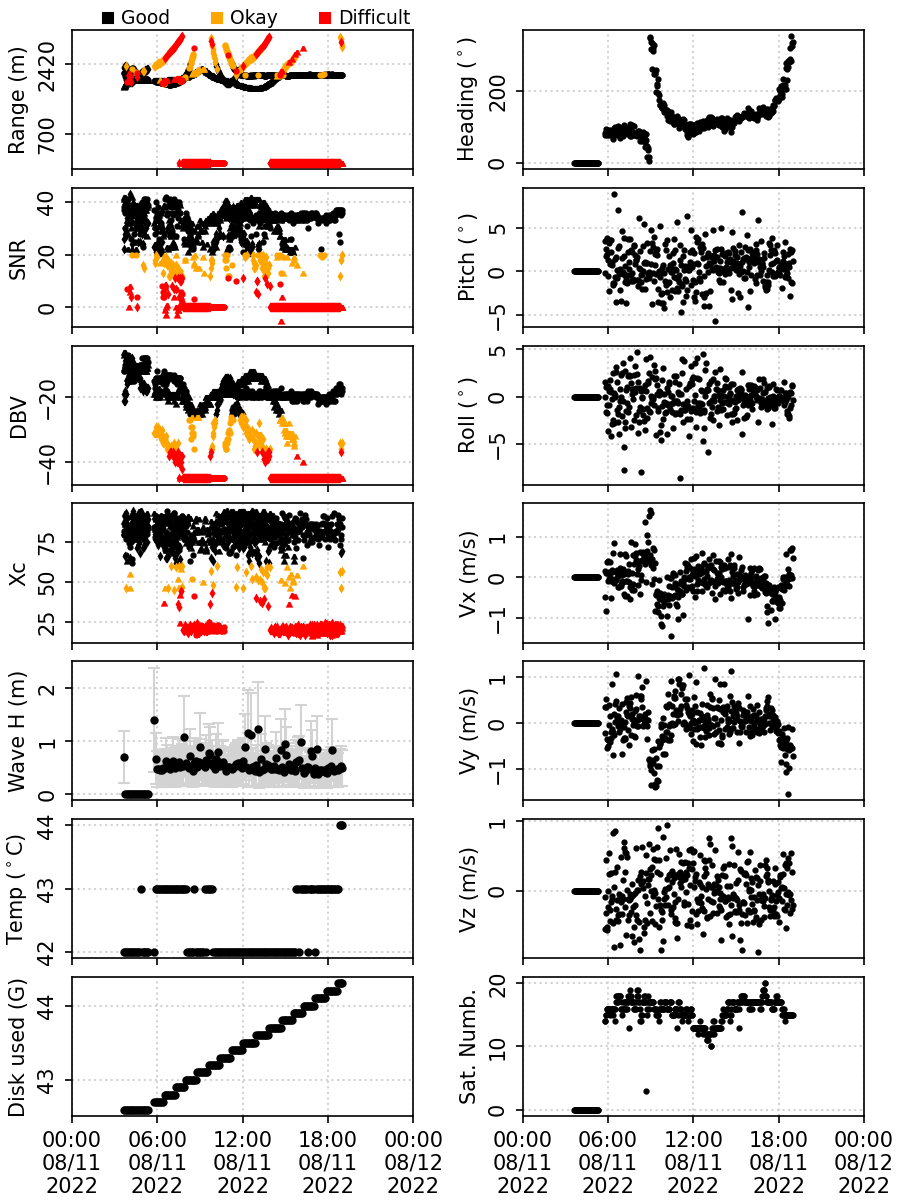 Good Okay Difficult
Range (m)
2420
700
Heading (°)
200
0
SNR
40
20
0
Pitch (°)
5
0
−5
DBV
−20
−40
Roll (°)
5
0
−5
Xc
75
50
25
Vx (m/s)
1
0
−1
Wave H (m)
2
1
0
Vy (m/s)
1
0
−1
Temp (°C)
44
43
42
Vz (m/s)
1
0
Disk used (G)
44
43
Sat. Numb.
20
10
0
00:00 06:00 12:00 18:00 00:00
08/11 08/11 08/11 08/11 08/12
2022 2022 2022 2022 2022
00:00 06:00 12:00 18:00 00:00
08/11 08/11 08/11 08/11 08/12
2022 2022 2022 2022 2022